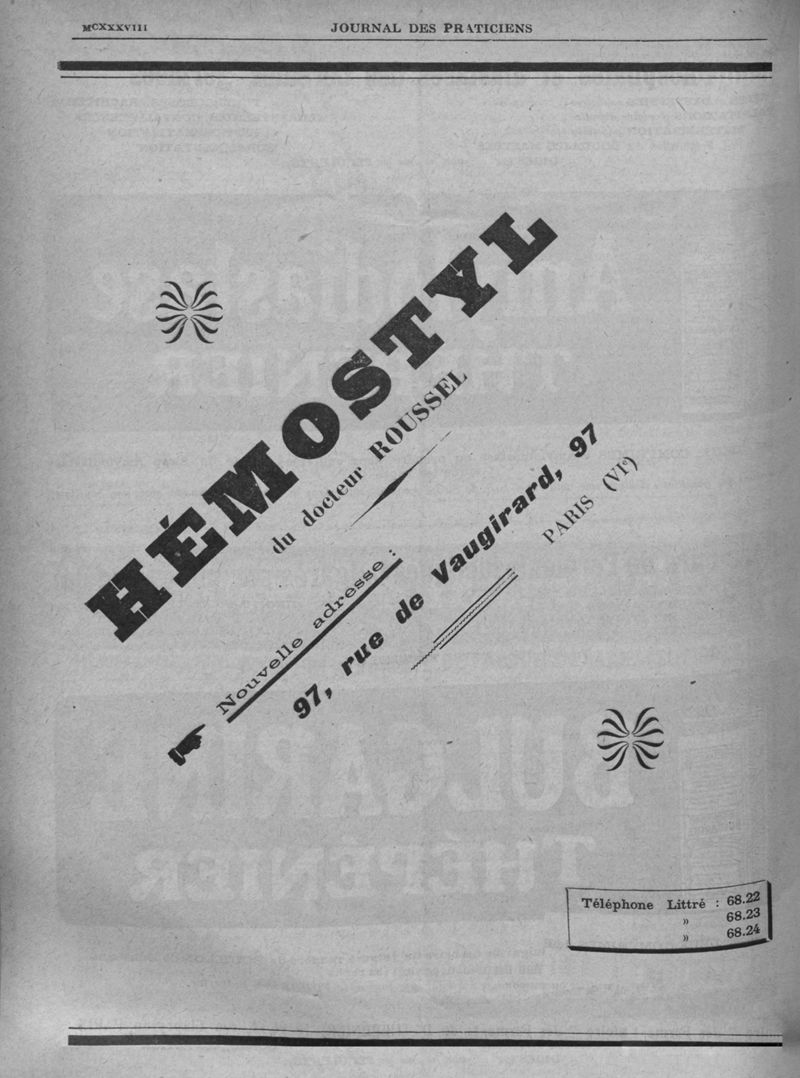 MCXXXVIII
JOURNAL DES PRATICIENS
HÉMOSTYL
du docteur ROUSSEL
Nouvelle adresse :
97, rue de Vaugirard, 97
PARIS (VIe)
Téléphone Littré : 68.22
» 68.23
» 68.24